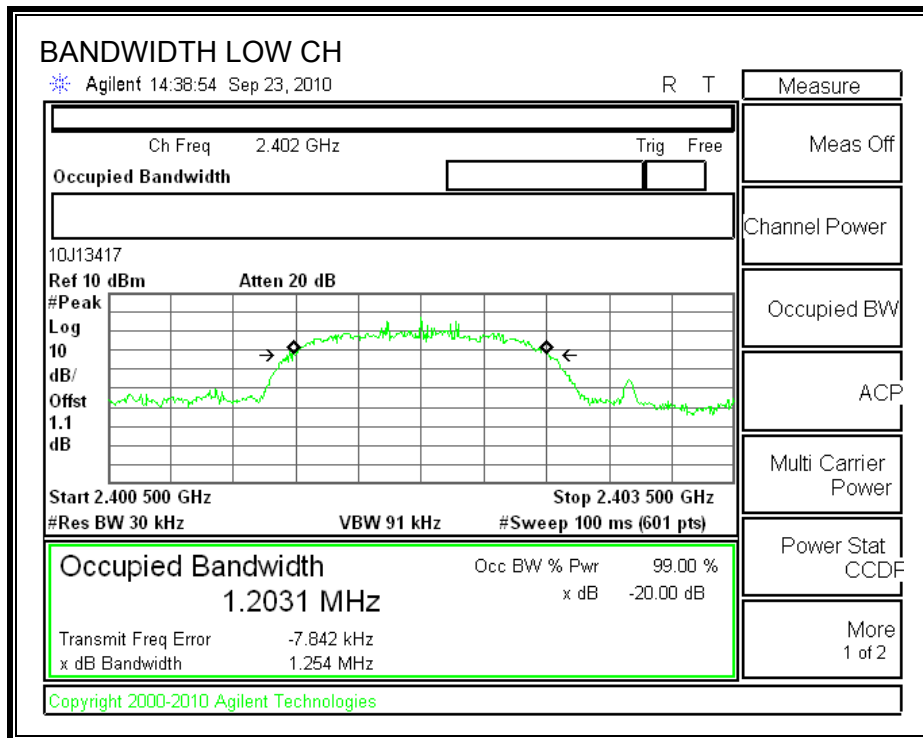 BANDWIDTH LOW CH
Agilent 14:38:54 Sep 23, 2010 R T
Measure
Ch Freq 2.402 GHz Trig Free
Meas Off
Occupied Bandwidth
Channel Power
10J13417
Ref 10 dBm Atten 20 dB
#Peak
Log
10
dB/
Offst
1.1
dB
Occupied BW
ACP
Multi Carrier
Power
Start 2.400 500 GHz Stop 2.403 500 GHz
#Res BW 30 kHz VBW 91 kHz #Sweep 100 ms (601 pts)
Power Stat
CCDF
Occupied Bandwidth Occ BW % Pwr 99.00 %
1.2031 MHz x dB -20.00 dB
Transmit Freq Error -7.842 kHz
x dB Bandwidth 1.254 MHz
More
1 of 2
Copyright 2000-2010 Agilent Technologies